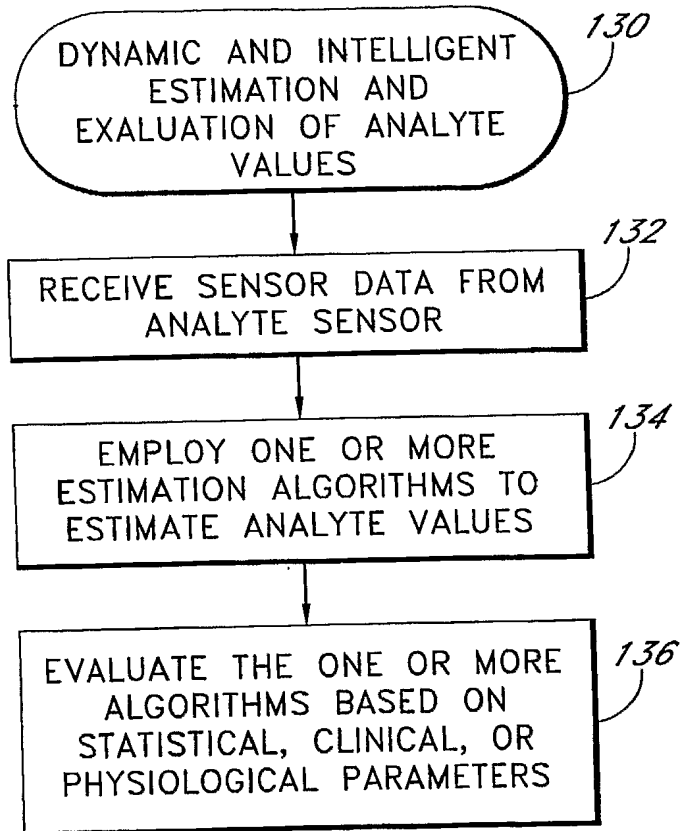 130
DYNAMIC AND INTELLIGENT
ESTIMATION AND
EXALUATION OF ANALYTE
VALUES
132
RECEIVE SENSOR DATA FROM
ANALYTE SENSOR
134
EMPLOY ONE OR MORE
ESTIMATION ALGORITHMS TO
ESTIMATE ANALYTE VALUES
136
EVALUATE THE ONE OR MORE
ALGORITHMS BASED ON
STATISTICAL, CLINICAL, OR
PHYSIOLOGICAL PARAMETERS